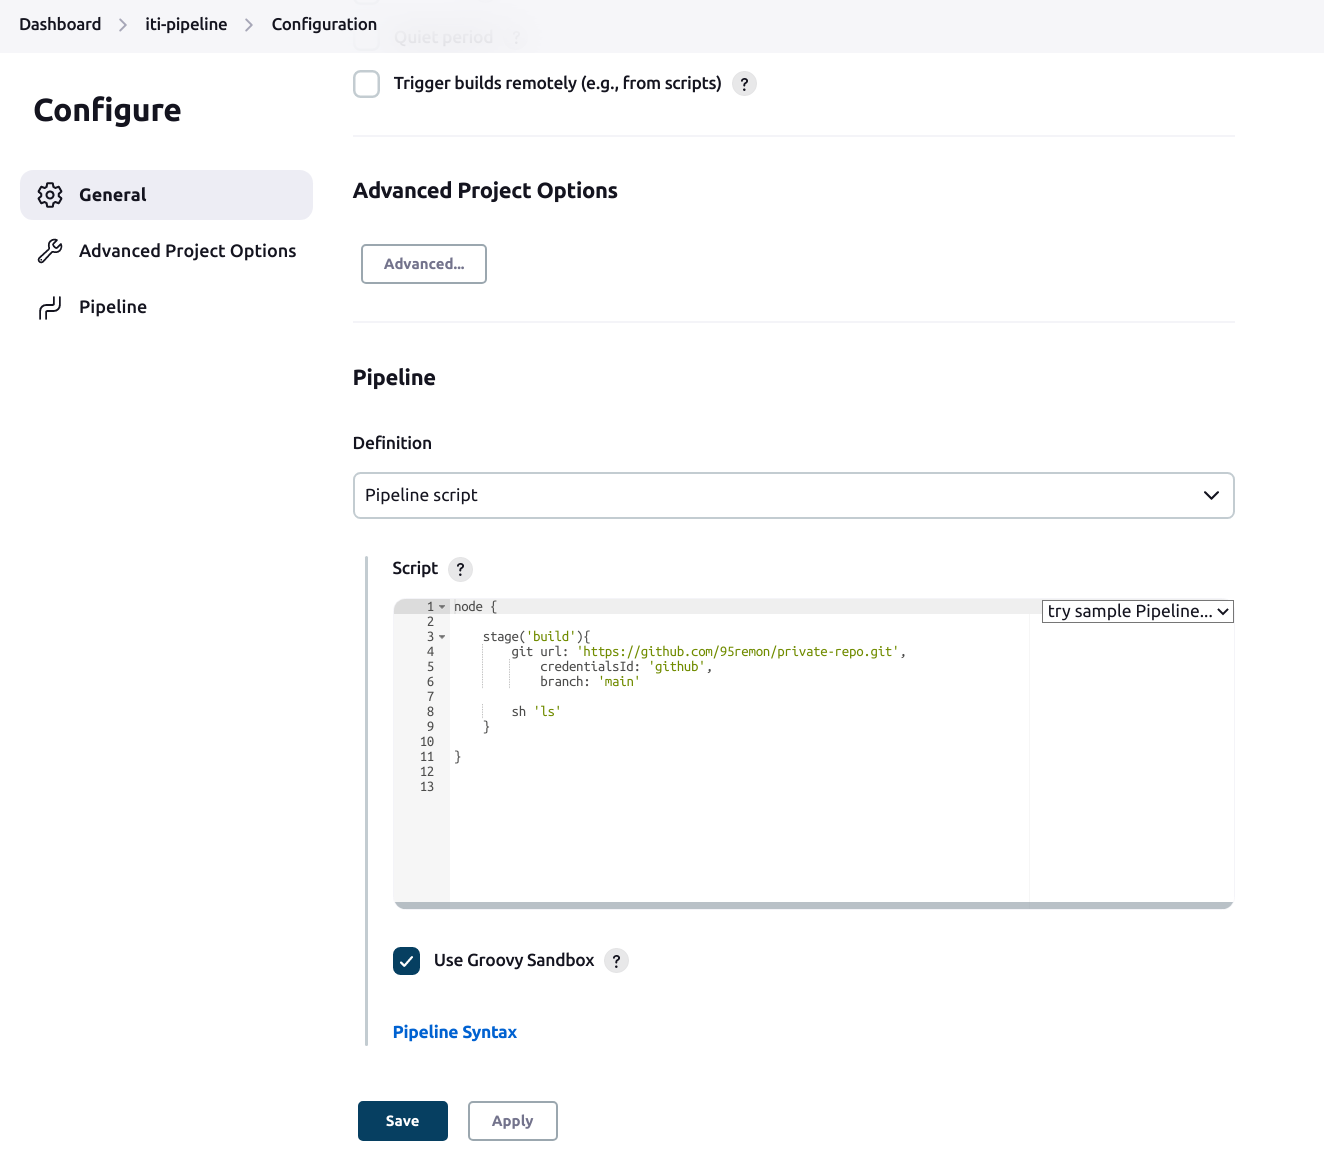 Dashboard
iti-pipeline
Configuration
Quiet period ?
Trigger builds remotely (e.g., from scripts) ?
Configure
General
Advanced Project Options
Pipeline
Advanced Project Options
Advanced...
Pipeline
Definition
Pipeline script
Script ?
try sample Pipeline...
1 node {
2
3 stage('build'){
4 git url: 'https://github.com/95remon/private-repo.git',
5 credentialsId: 'github',
6 branch: 'main'
7
8 sh 'ls'
9 }
10
11 }
12
13
Use Groovy Sandbox ?
Pipeline Syntax
Save
Apply